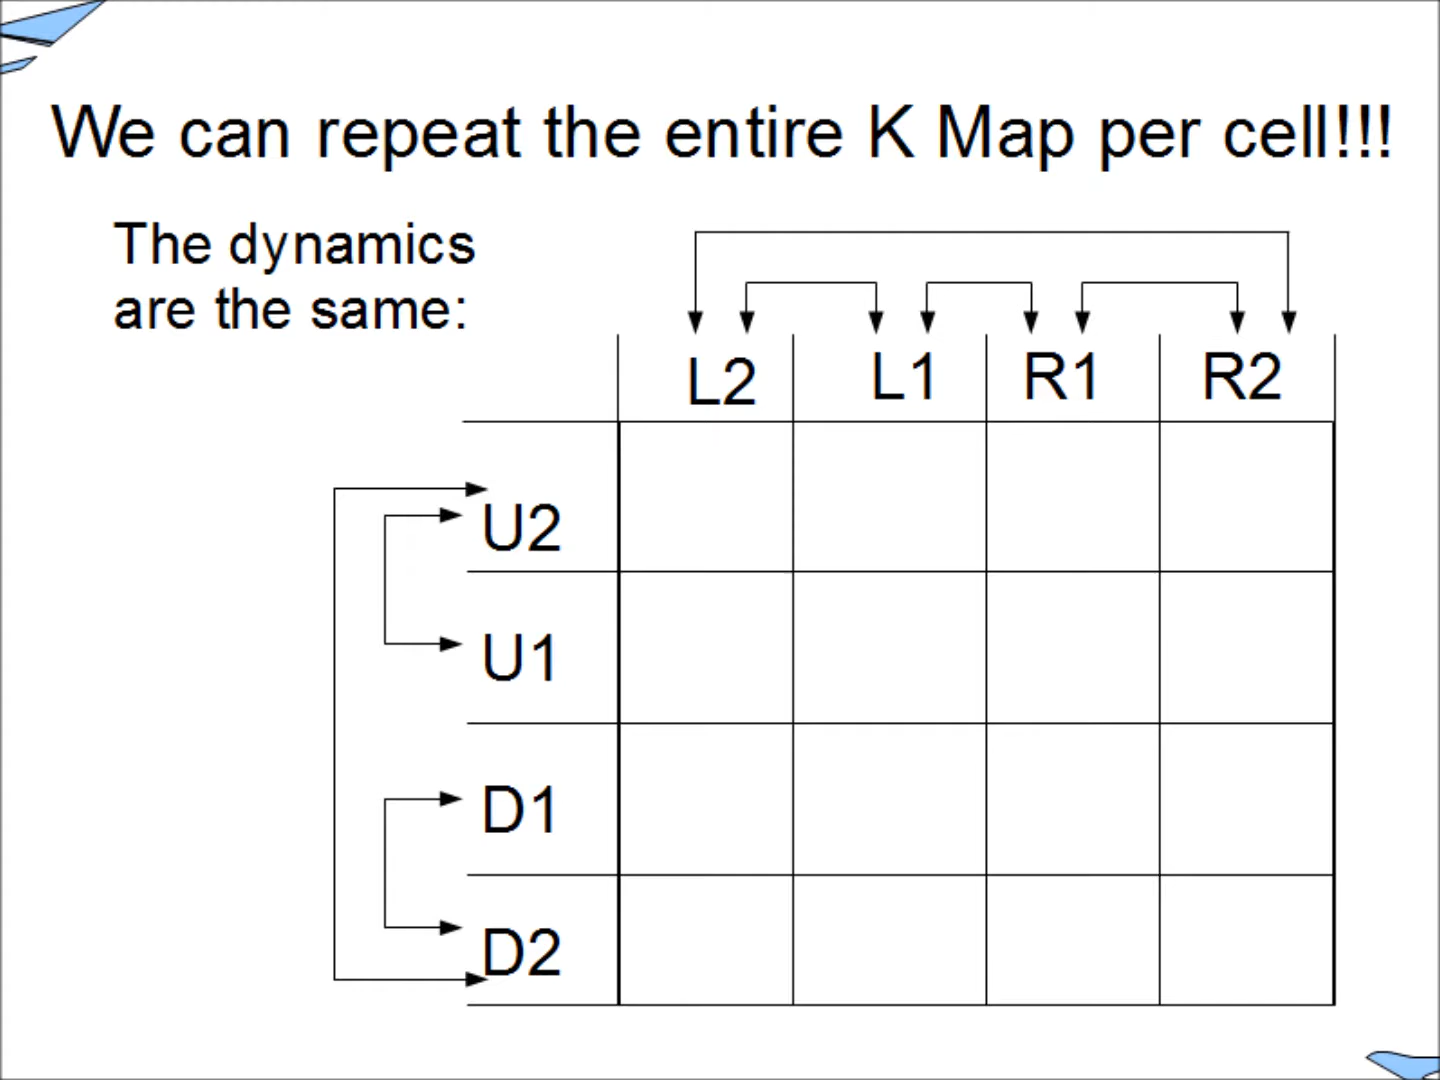 We can repeat the entire K Map per cell!!!
The dynamics
are the same:
L2 L1 R1 R2
U2
U1
D1
D2